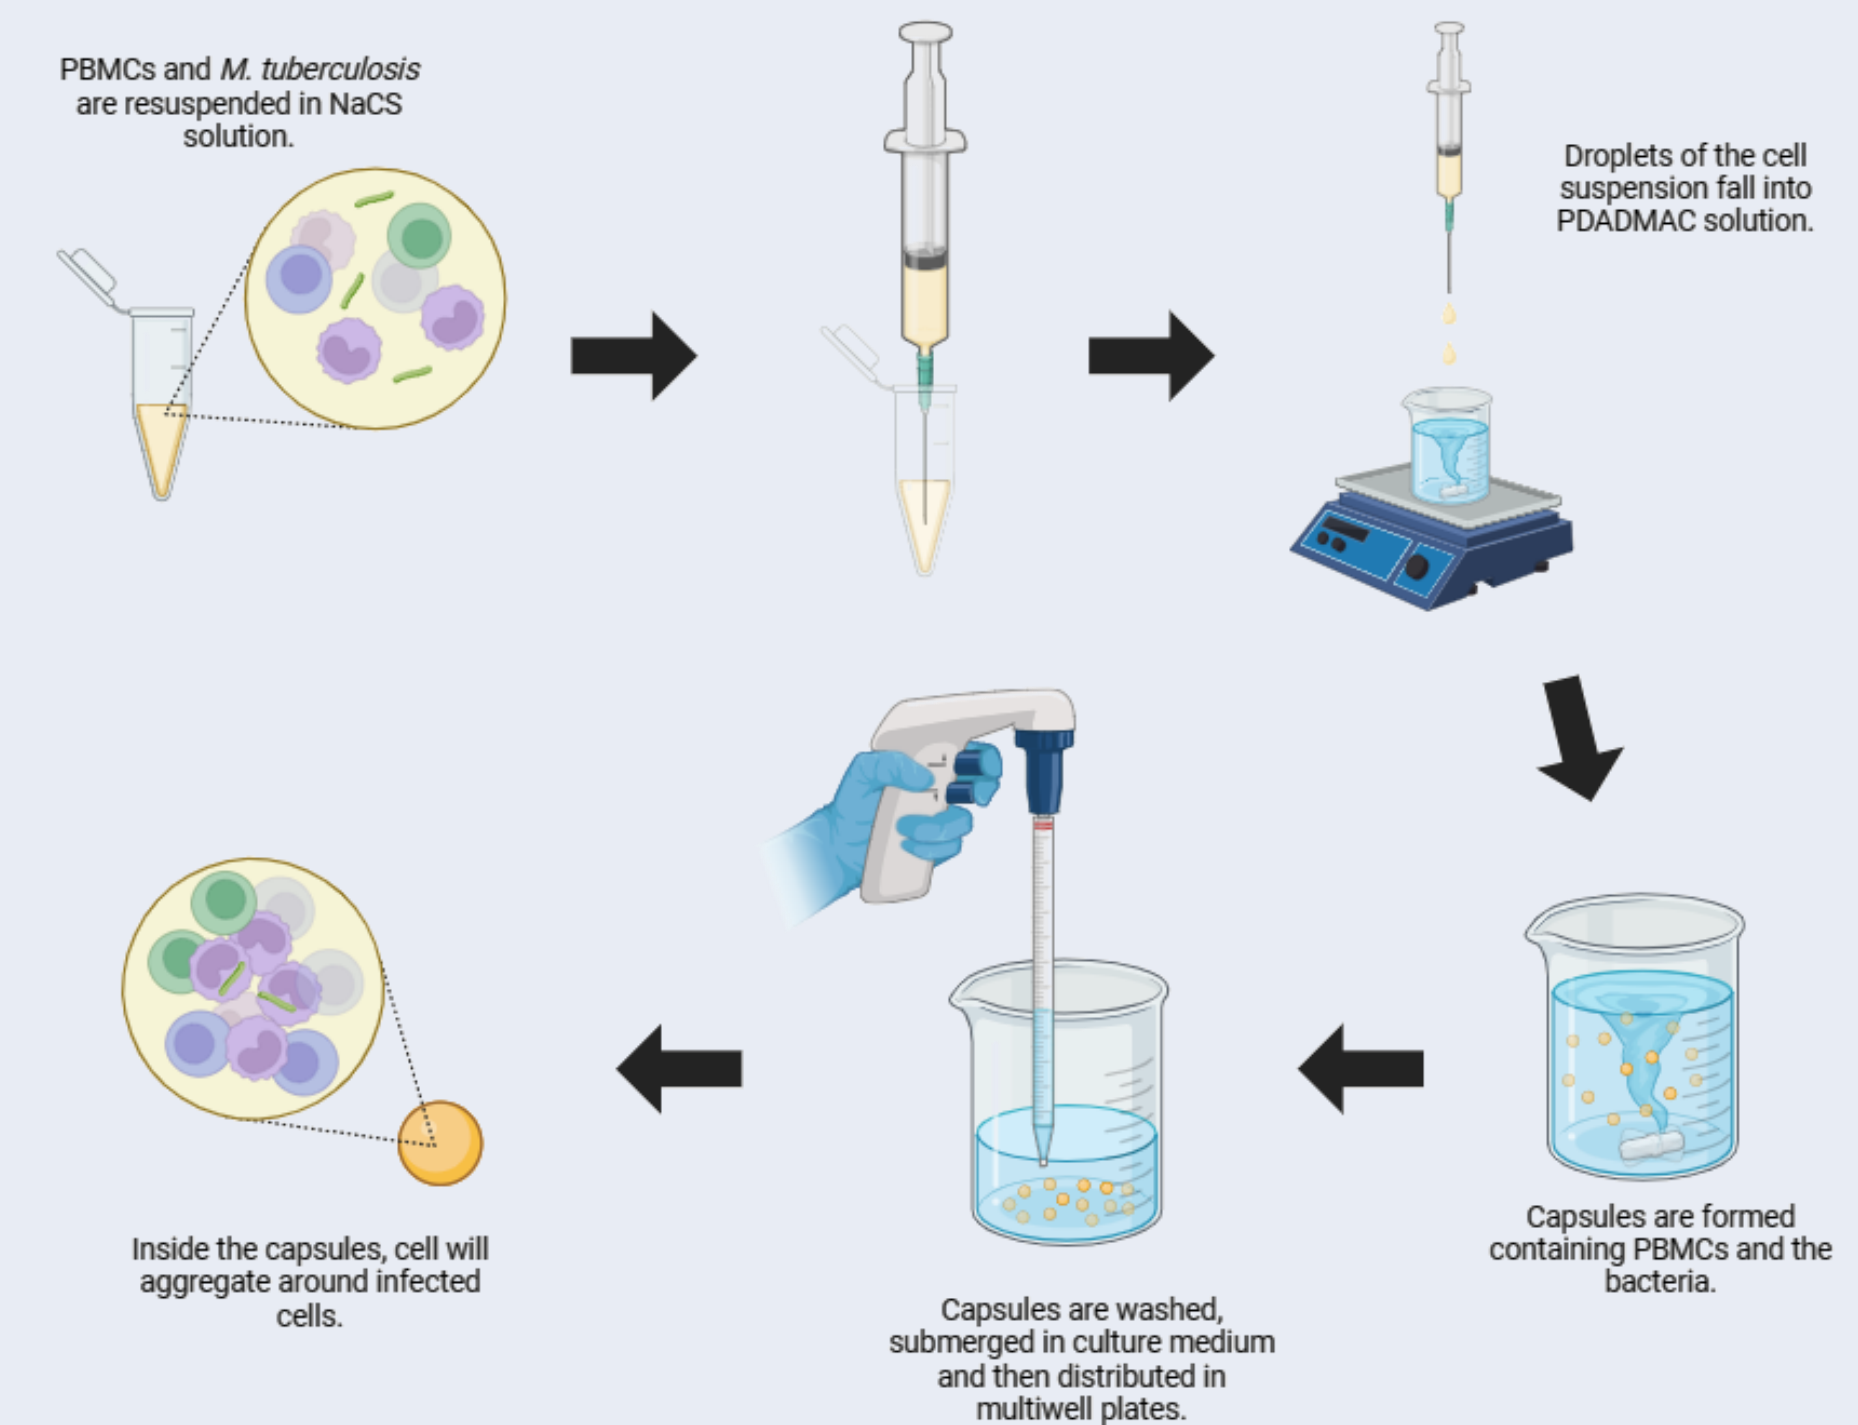 PBMCs and M. tuberculosis
are resuspended in NaCS
solution.
Droplets of the cell
suspension fall into
PDADMAC solution.
Capsules are formed
containing PBMCs and the
bacteria.
Capsules are washed,
submerged in culture medium
and then distributed in
multiwell plates.
Inside the capsules, cell will
aggregate around infected
cells.